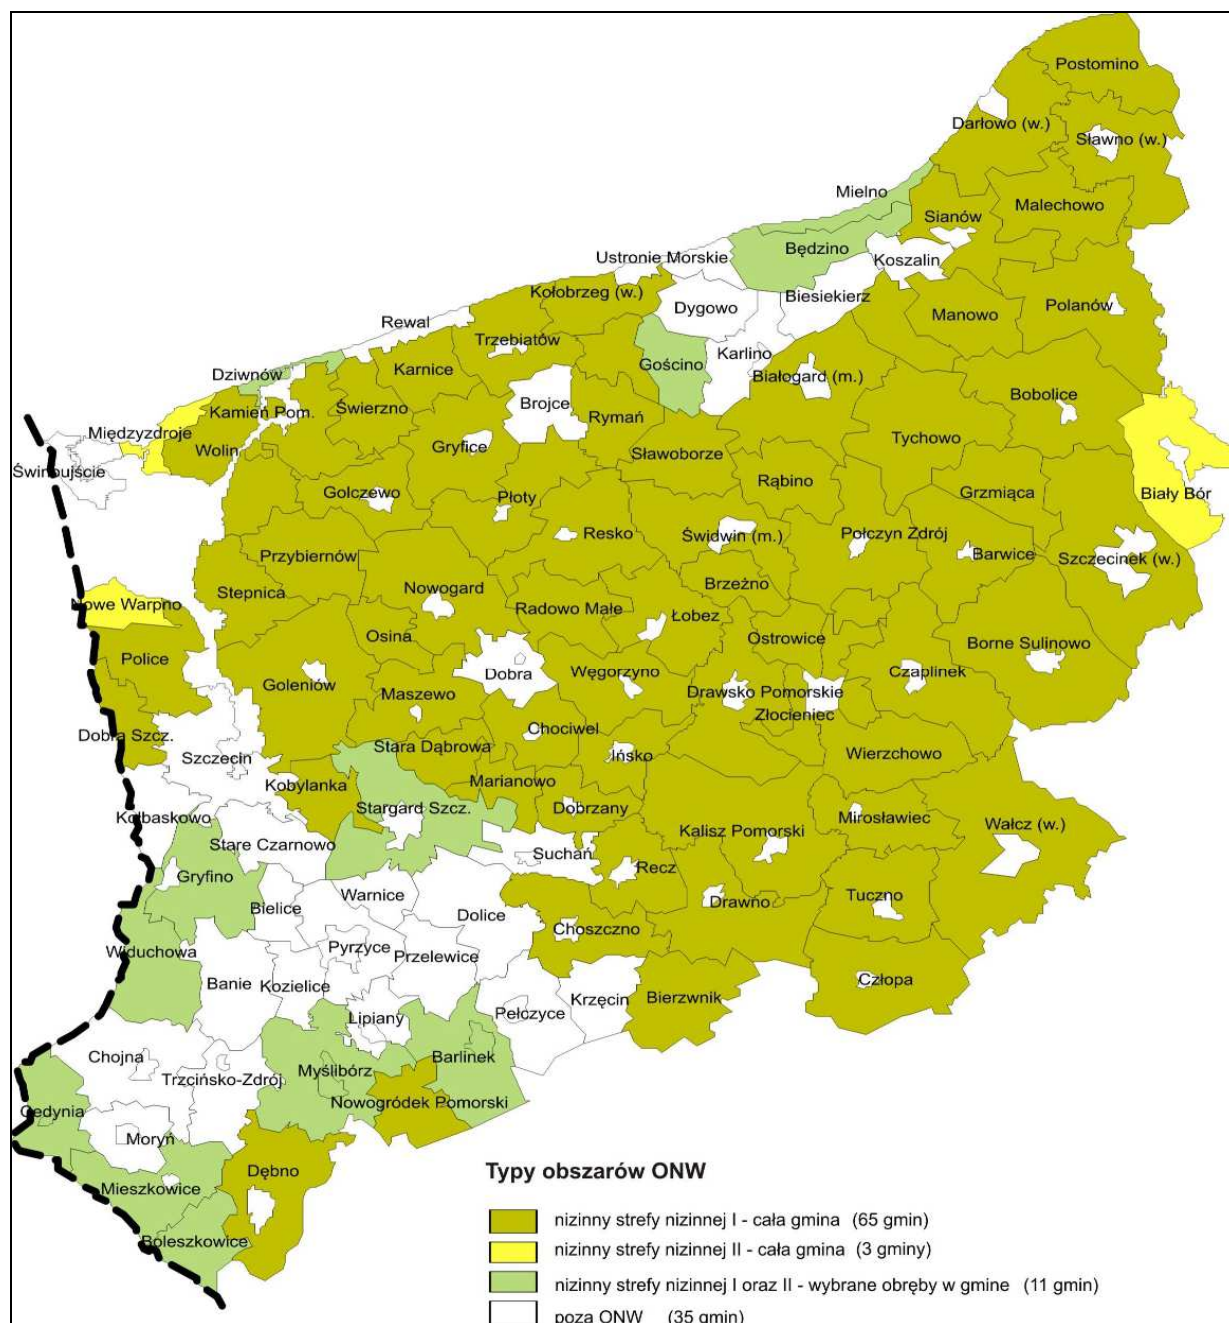 Postomino
Darłowo (w.)
Sławno (w.)
Mielno
Malechowo
Sianów
Będzino
Ustronie Morskie
Koszalin
Kołobrzeg (w.)
Biesiekierz
Dygowo
Polanów
Manowo
Rewal
Trzebiatów
Karlino
Gościno
Karnice
Dziwnów
Białogard (m.)
Bobolice
Brojce
Kamień Pom.
Świerzno
Rymań
Międzyzdroje
Tychowo
Gryfice
Wolin
Sławoborze
Świnoujście
Rąbino
Golczewo
Płoty
Grzmiąca
Biały Bór
Resko
Świdwin (m.)
Połczyn Zdrój
Przybiernów
Barwice
Szczecinek (w.)
Stepnica
Nowogard
Brzeżno
Nowe Warpno
Radowo Małe
Łobez
Osina
Ostrowice
Borne Sulinowo
Police
Dobra
Węgorzyno
Czaplinek
Goleniów
Maszewo
Drawsko Pomorskie
Złocieniec
Dobra Szcz.
Chociwel
Stara Dąbrowa
Wierzchowo
Szczecin
Ińsko
Marianowo
Kobylanka
Stargard Szcz.
Dobrzany
Kołbaskowo
Mirosławiec
Wałcz (w.)
Kalisz Pomorski
Stare Czarnowo
Suchań
Recz
Gryfino
Warnice
Tuczno
Drawno
Bielice
Dolice
Choszczno
Pyrzyce
Widuchowa
Przelewice
Człopa
Banie
Kozielice
Krzęcin
Bierzwnik
Lipiany
Pełczyce
Chojna
Barlinek
Myślibórz
Trzcińsko-Zdrój
Nowogródek Pomorski
Cedynia
Moryń
Dębno
Mieszkowice
Boleszkowice
Typy obszarów ONW
nizinny strefy nizinnej I - cała gmina (65 gmin)
nizinny strefy nizinnej II - cała gmina (3 gminy)
nizinny strefy nizinnej I oraz II - wybrane obręby w gmine (11 gmin)
poza ONW (35 gmin)